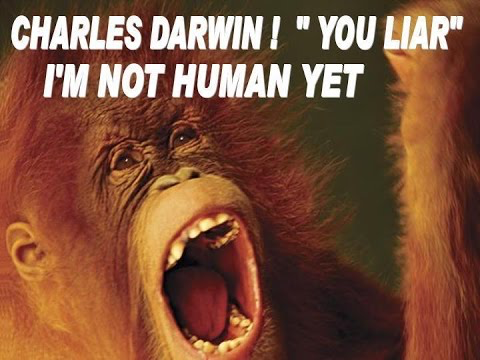 CHARLES DARWIN ! " YOU LIAR"
I'M NOT HUMAN YET